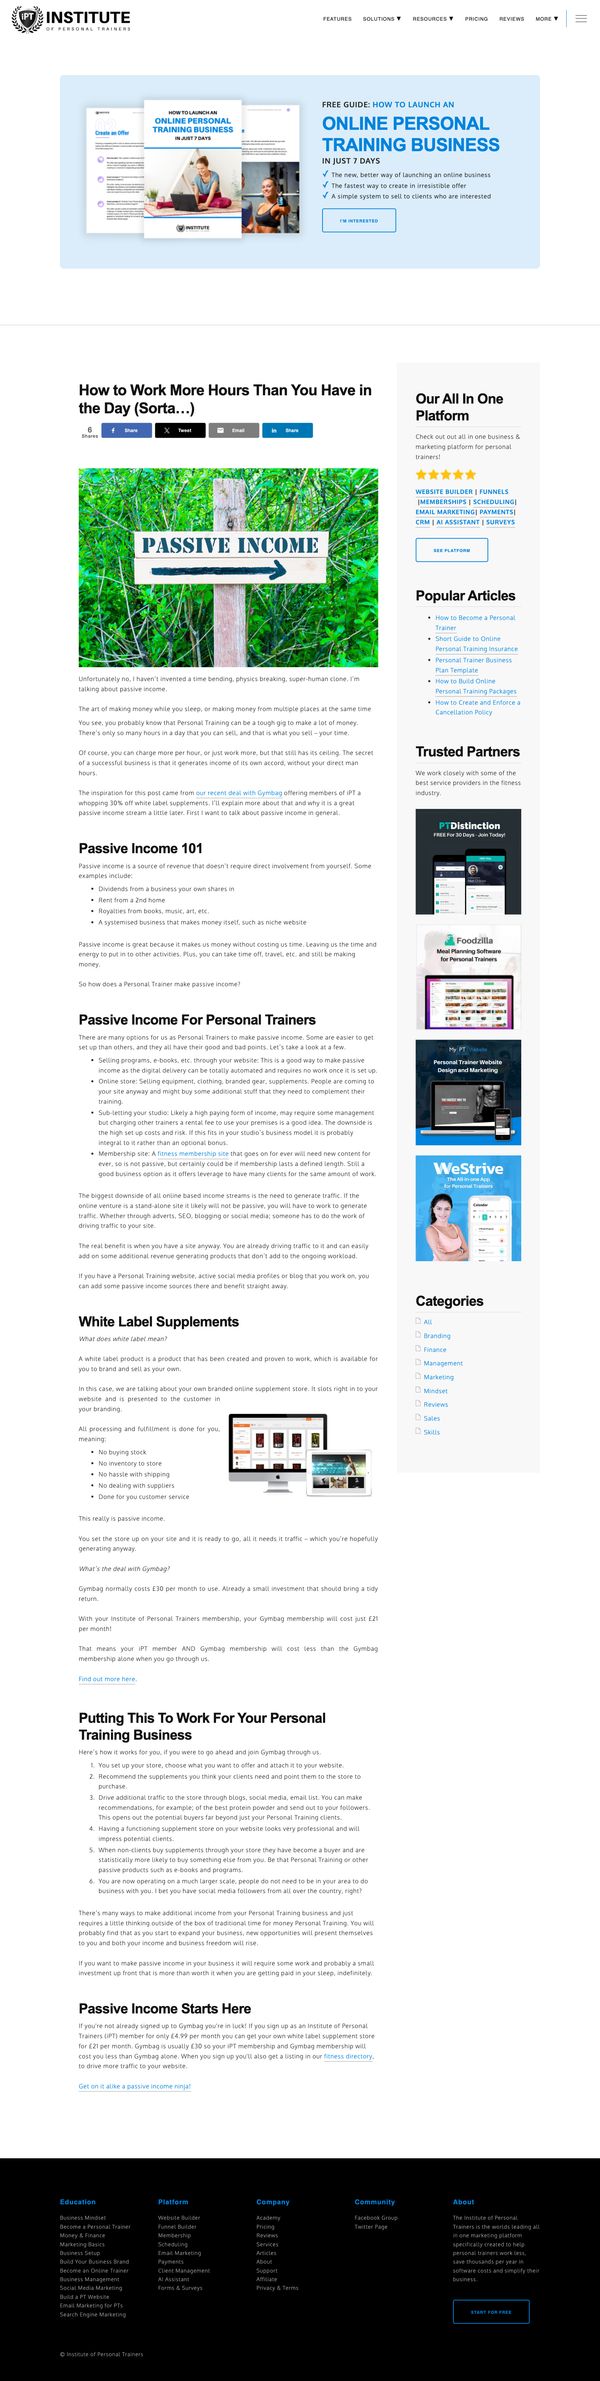 iPT INSTITUTE
OF PERSONAL TRAINERS
FEATURES SOLUTIONS ▼ RESOURCES ▼ PRICING REVIEWS MORE ▼
Create an Offer
HOW TO LAUNCH AN
ONLINE PERSONAL
TRAINING BUSINESS
IN JUST 7 DAYS
INSTITUTE
FREE GUIDE: HOW TO LAUNCH AN
ONLINE PERSONAL
TRAINING BUSINESS
IN JUST 7 DAYS
✓ The new, better way of launching an online business
✓ The fastest way to create in irresistible offer
✓ A simple system to sell to clients who are interested
I'M INTERESTED
How to Work More Hours Than You Have in
the Day (Sorta…)
6
Shares
Share
Tweet
Email
Share
PASSIVE INCOME
Unfortunately no, I haven't invented a time bending, physics breaking, super-human clone. I'm
talking about passive income.
The art of making money while you sleep, or making money from multiple places at the same time
You see, you probably know that Personal Training can be a tough gig to make a lot of money.
There's only so many hours in a day that you can sell, and that is what you sell – your time.
Of course, you can charge more per hour, or just work more, but that still has its ceiling. The secret
of a successful business is that it generates income of its own accord, without your direct man
hours.
The inspiration for this post came from our recent deal with Gymbag offering members of iPT a
whopping 30% off white label supplements. I'll explain more about that and why it is a great
passive income stream a little later. First I want to talk about passive income in general.
Passive Income 101
Passive income is a source of revenue that doesn't require direct involvement from yourself. Some
examples include:
• Dividends from a business your own shares in
• Rent from a 2nd home
• Royalties from books, music, art, etc.
• A systemised business that makes money itself, such as niche website
Passive income is great because it makes us money without costing us time. Leaving us the time and
energy to put in to other activities. Plus, you can take time off, travel, etc. and still be making
money.
So how does a Personal Trainer make passive income?
Passive Income For Personal Trainers
There are many options for us as Personal Trainers to make passive income. Some are easier to get
set up than others, and they all have their good and bad points. Let's take a look at a few.
• Selling programs, e-books, etc. through your website: This is a good way to make passive
income as the digital delivery can be totally automated and requires no work once it is set up.
• Online store: Selling equipment, clothing, branded gear, supplements. People are coming to
your site anyway and might buy some additional stuff that they need to complement their
training.
• Sub-letting your studio: Likely a high paying form of income, may require some management
but charging other trainers a rental fee to use your premises is a good idea. The downside is
the high set up costs and risk. If this fits in your studio's business model it is probably
integral to it rather than an optional bonus.
• Membership site: A fitness membership site that goes on for ever will need new content for
ever, so is not passive, but certainly could be if membership lasts a defined length. Still a
good business option as it offers leverage to have many clients for the same amount of work.
The biggest downside of all online based income streams is the need to generate traffic. If the
online venture is a stand-alone site it likely will not be passive, you will have to work to generate
traffic. Whether through adverts, SEO, blogging or social media; someone has to do the work of
driving traffic to your site.
The real benefit is when you have a site anyway. You are already driving traffic to it and can easily
add on some additional revenue generating products that don't add to the ongoing workload.
If you have a Personal Training website, active social media profiles or blog that you work on, you
can add some passive income sources there and benefit straight away.
White Label Supplements
What does white label mean?
A white label product is a product that has been created and proven to work, which is available for
you to brand and sell as your own.
In this case, we are talking about your own branded online supplement store. It slots right in to your
website and is presented to the customer in
your branding.
All processing and fulfillment is done for you,
meaning:
• No buying stock
• No inventory to store
• No hassle with shipping
• No dealing with suppliers
• Done for you customer service
This really is passive income.
You set the store up on your site and it is ready to go, all it needs it traffic – which you're hopefully
generating anyway.
What's the deal with Gymbag?
Gymbag normally costs £30 per month to use. Already a small investment that should bring a tidy
return.
With your Institute of Personal Trainers membership, your Gymbag membership will cost just £21
per month!
That means your iPT member AND Gymbag membership will cost less than the Gymbag
membership alone when you go through us.
Find out more here.
Putting This To Work For Your Personal
Training Business
Here's how it works for you, if you were to go ahead and join Gymbag through us.
1. You set up your store, choose what you want to offer and attach it to your website.
2. Recommend the supplements you think your clients need and point them to the store to
purchase.
3. Drive additional traffic to the store through blogs, social media, email list. You can make
recommendations, for example; of the best protein powder and send out to your followers.
This opens out the potential buyers far beyond just your Personal Training clients.
4. Having a functioning supplement store on your website looks very professional and will
impress potential clients.
5. When non-clients buy supplements through your store they have become a buyer and are
statistically more likely to buy something else from you. Be that Personal Training or other
passive products such as e-books and programs.
6. You are now operating on a much larger scale, people do not need to be in your area to do
business with you. I bet you have social media followers from all over the country, right?
There's many ways to make additional income from your Personal Training business and just
requires a little thinking outside of the box of traditional time for money Personal Training. You will
probably find that as you start to expand your business, new opportunities will present themselves
to you and both your income and business freedom will rise.
If you want to make passive income in your business it will require some work and probably a small
investment up front that is more than worth it when you are getting paid in your sleep, indefinitely.
Passive Income Starts Here
If you're not already signed up to Gymbag you're in luck! If you sign up as an Institute of Personal
Trainers (iPT) member for only £4.99 per month you can get your own white label supplement store
for £21 per month. Gymbag is usually £30 so your iPT membership and Gymbag membership will
cost you less than Gymbag alone. When you sign up you'll also get a listing in our fitness directory,
to drive more traffic to your website.
Get on it alike a passive income ninja!
Our All In One
Platform
Check out out all in one business &
marketing platform for personal
trainers!
WEBSITE BUILDER | FUNNELS
|MEMBERSHIPS | SCHEDULING|
EMAIL MARKETING| PAYMENTS|
CRM | AI ASSISTANT | SURVEYS
SEE PLATFORM
Popular Articles
• How to Become a Personal
Trainer
• Short Guide to Online
Personal Training Insurance
• Personal Trainer Business
Plan Template
• How to Build Online
Personal Training Packages
• How to Create and Enforce a
Cancellation Policy
Trusted Partners
We work closely with some of the
best service providers in the fitness
industry.
PTDistinction
FREE For 30 Days - Join Today!
Foodzilla
Meal Planning Software
for Personal Trainers
My PT Website
Personal Trainer Website
Design and Marketing
WeStrive
The All-in-one App
for Personal Trainers
Calendar
Categories
All
Branding
Finance
Management
Marketing
Mindset
Reviews
Sales
Skills
Education
Business Mindset
Become a Personal Trainer
Money & Finance
Marketing Basics
Business Setup
Build Your Business Brand
Become an Online Trainer
Business Management
Social Media Marketing
Build a PT Website
Email Marketing for PTs
Search Engine Marketing
Platform
Website Builder
Funnel Builder
Membership
Scheduling
Email Marketing
Payments
Client Management
AI Assistant
Forms & Surveys
Company
Academy
Pricing
Reviews
Services
Articles
About
Support
Affiliate
Privacy & Terms
Community
Facebook Group
Twitter Page
About
The Institute of Personal
Trainers is the worlds leading all
in one marketing platform
specifically created to help
personal trainers work less,
save thousands per year in
software costs and simplify their
business.
START FOR FREE
© Institute of Personal Trainers